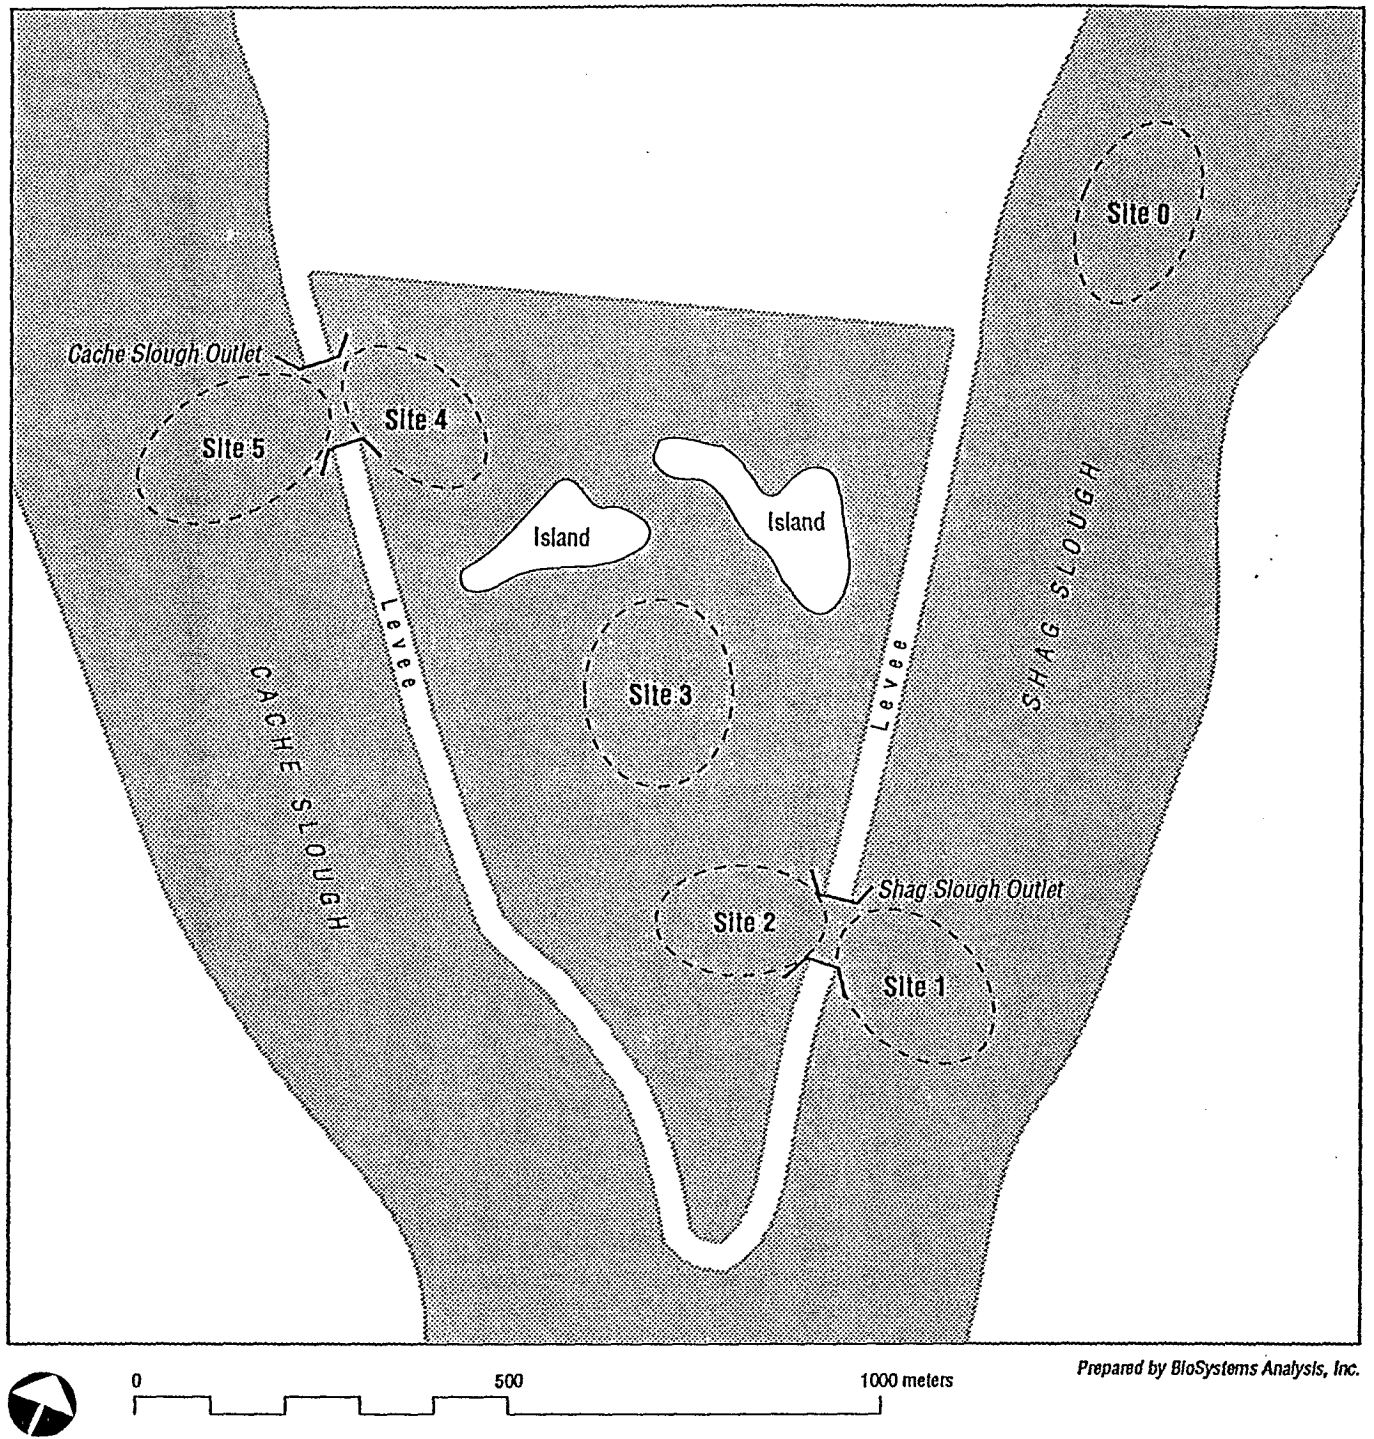 Site 0
Cache Slough Outlet
Site 4
Site 5
Island
Island
SHAG SLOUGH
Levee
Levee
CACHE SLOUGH
Site 3
Shag Slough Outlet
Site 2
Site 1
Prepared by BioSystems Analysis, Inc.
0 500 1000 meters